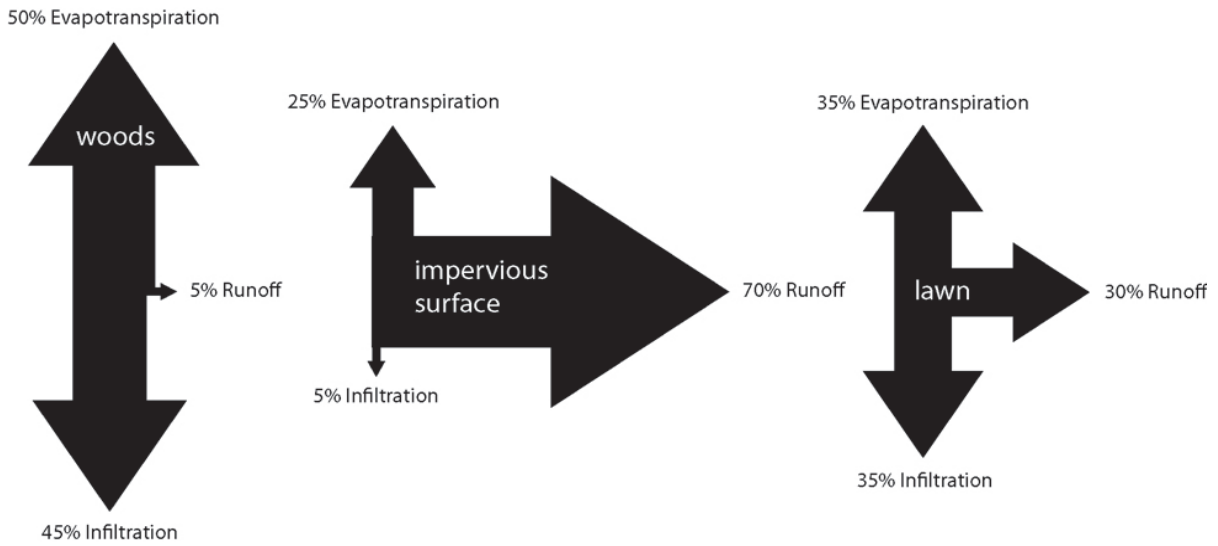 50% Evapotranspiration
woods
5% Runoff
45% Infiltration
25% Evapotranspiration
impervious
surface
70% Runoff
5% Infiltration
35% Evapotranspiration
lawn
30% Runoff
35% Infiltration